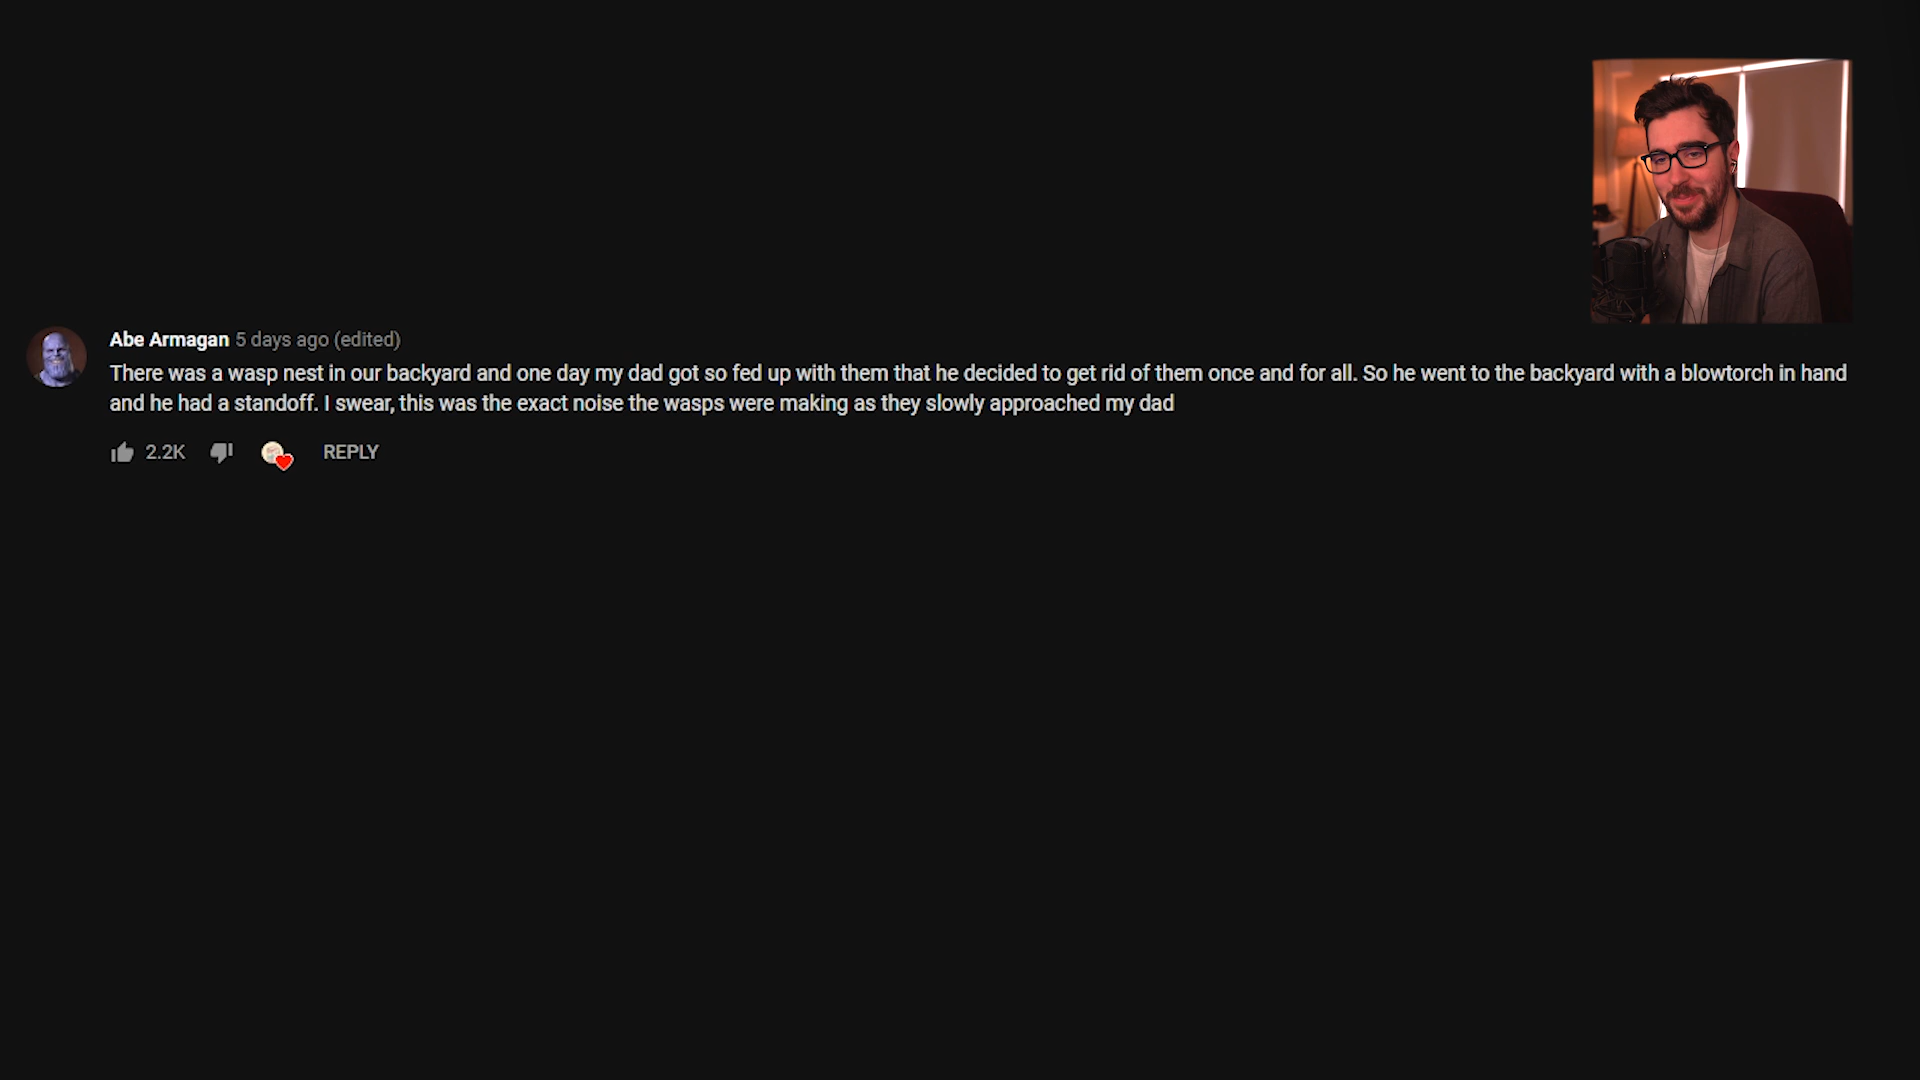 Abe Armagan 5 days ago (edited)
There was a wasp nest in our backyard and one day my dad got so fed up with them that he decided to get rid of them once and for all. So he went to the backyard with a blowtorch in hand
and he had a standoff. I swear, this was the exact noise the wasps were making as they slowly approached my dad
2.2K REPLY